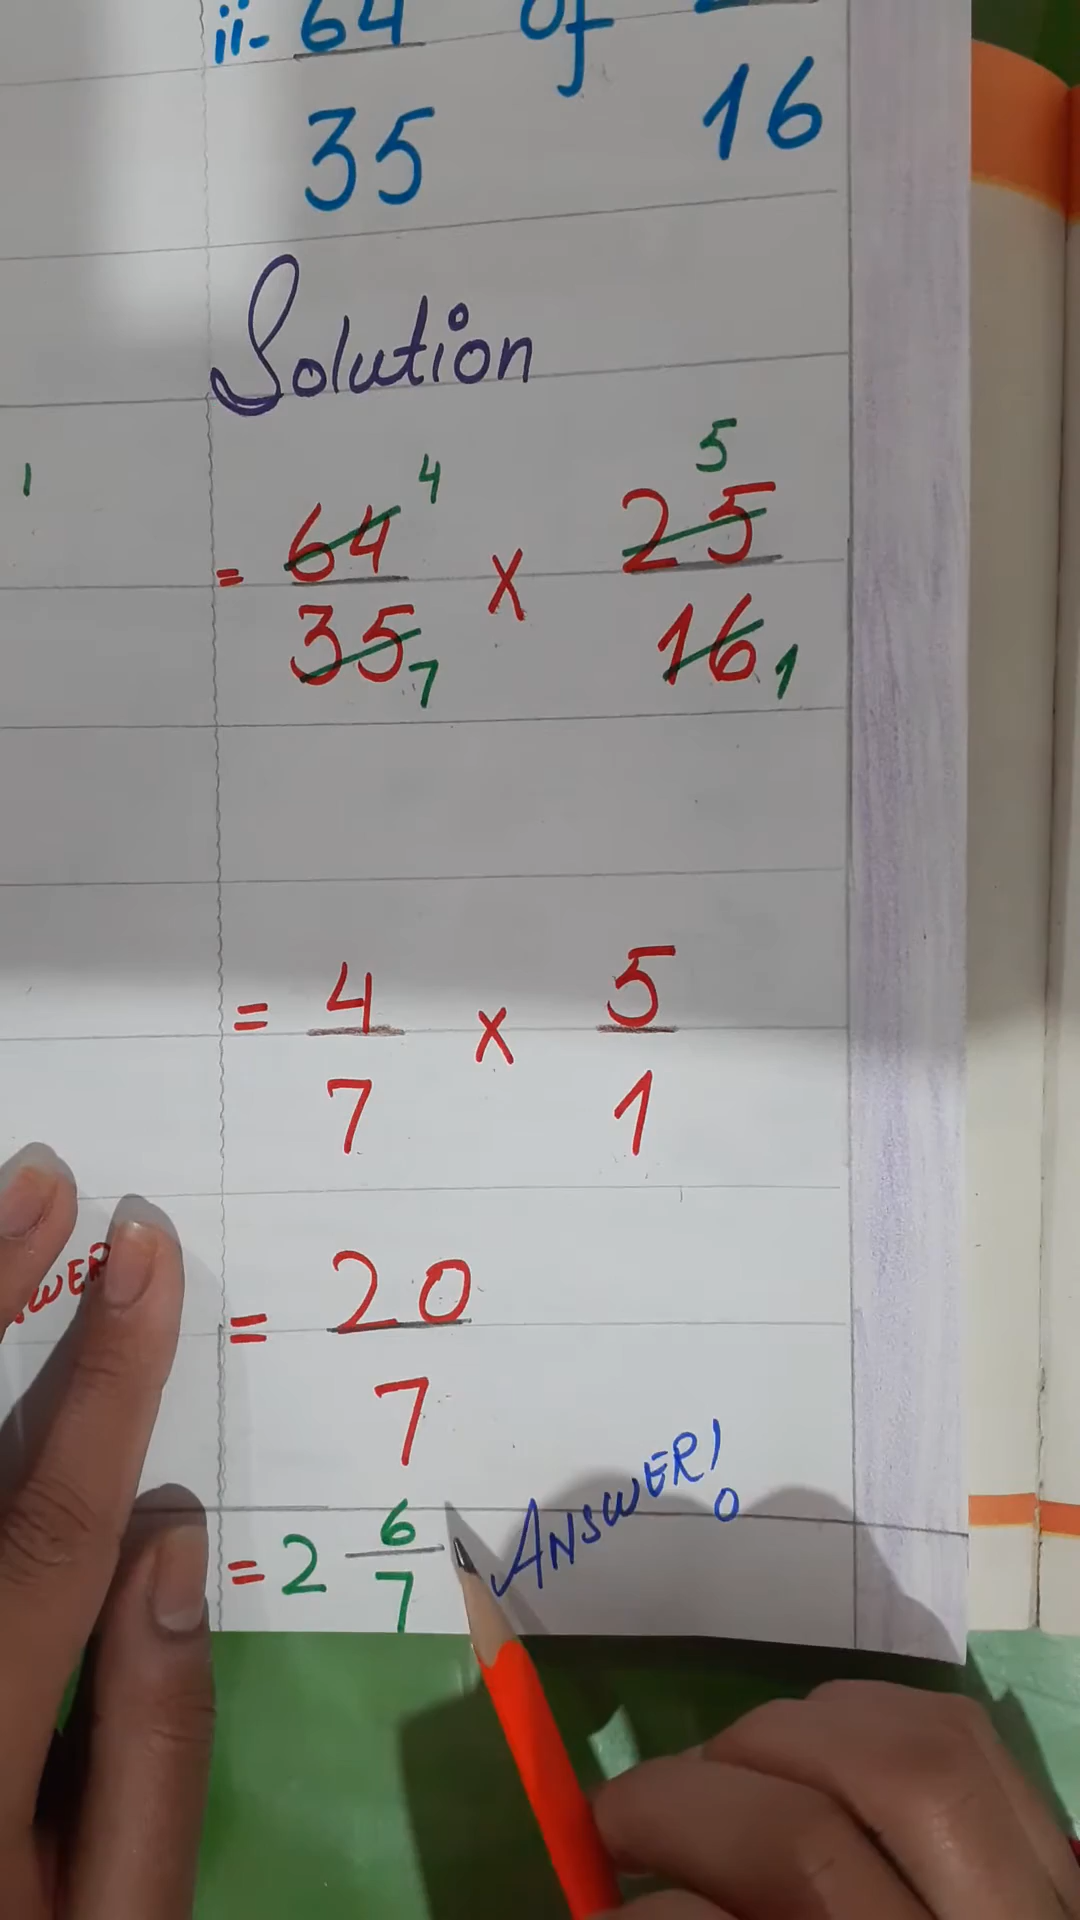 ii- 64 of
35 16
Solution
1
4 5
= 64 × 25
35 7 16 1
= 4 × 5
7 1
= 20
7
ANSWER!
= 2 6
7